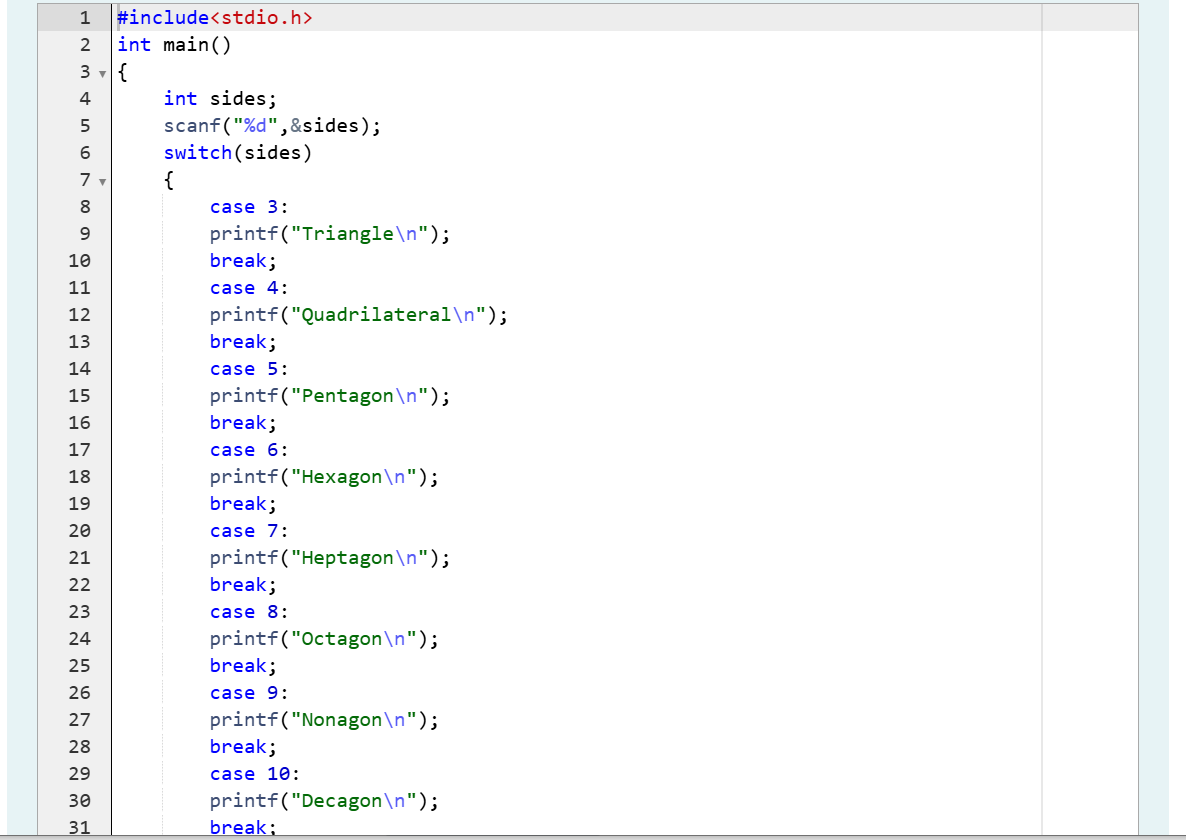 1 #include<stdio.h>
2 int main()
3 {
4     int sides;
5     scanf("%d",&sides);
6     switch(sides)
7     {
8         case 3:
9         printf("Triangle\n");
10         break;
11         case 4:
12         printf("Quadrilateral\n");
13         break;
14         case 5:
15         printf("Pentagon\n");
16         break;
17         case 6:
18         printf("Hexagon\n");
19         break;
20         case 7:
21         printf("Heptagon\n");
22         break;
23         case 8:
24         printf("Octagon\n");
25         break;
26         case 9:
27         printf("Nonagon\n");
28         break;
29         case 10:
30         printf("Decagon\n");
31         break;